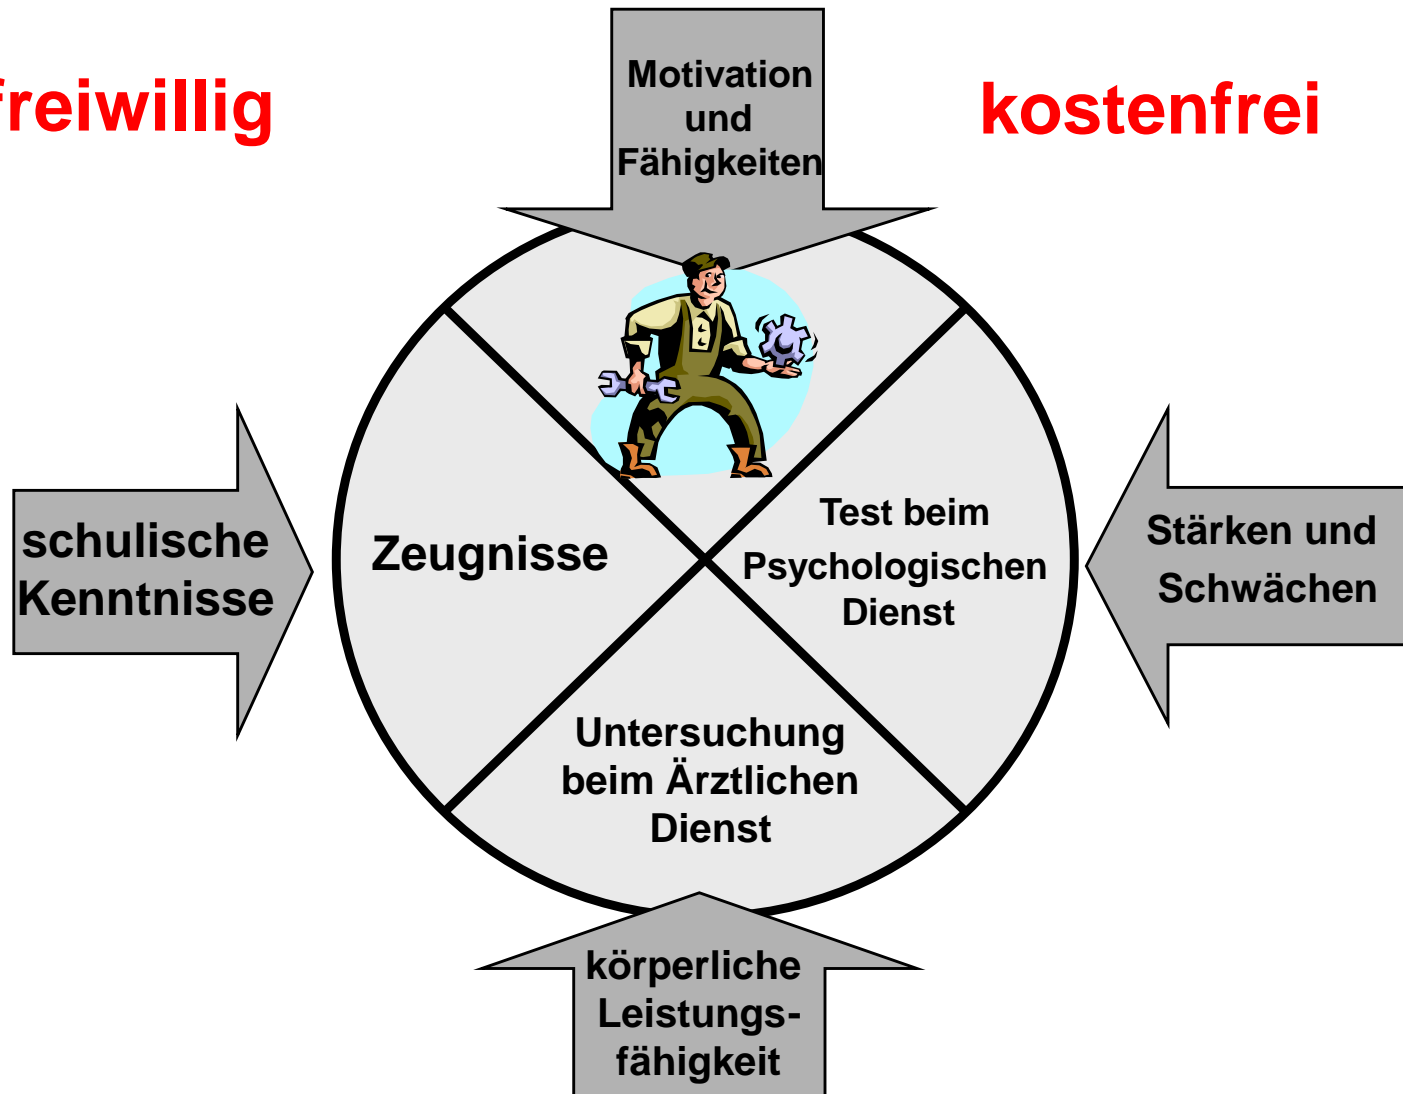 freiwillig
Motivation
und
Fähigkeiten
kostenfrei
schulische
Kenntnisse
Zeugnisse
Test beim
Psychologischen
Dienst
Stärken und
Schwächen
Untersuchung
beim Ärztlichen
Dienst
körperliche
Leistungs-
fähigkeit